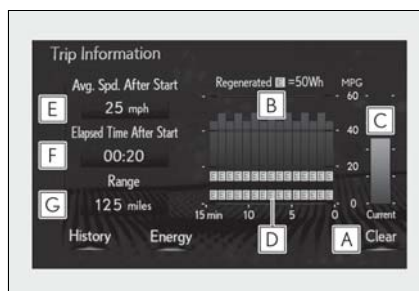 Trip Information
Avg. Spd. After Start
E
25 mph
Elapsed Time After Start
F
00:20
Range
G
125 miles
Regenerated E =50Wh
MPG
B
C
60
40
20
0
15 min
10
5
0
Current
D
A
History
Energy
Clear